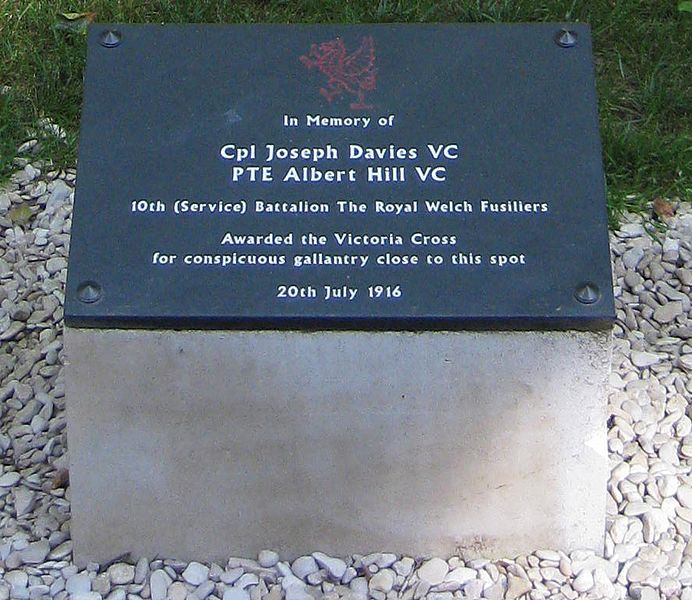 In Memory of
Cpl Joseph Davies VC
PTE Albert Hill VC
10th (Service) Battalion The Royal Welch Fusiliers
Awarded the Victoria Cross
for conspicuous gallantry close to this spot
20th July 1916